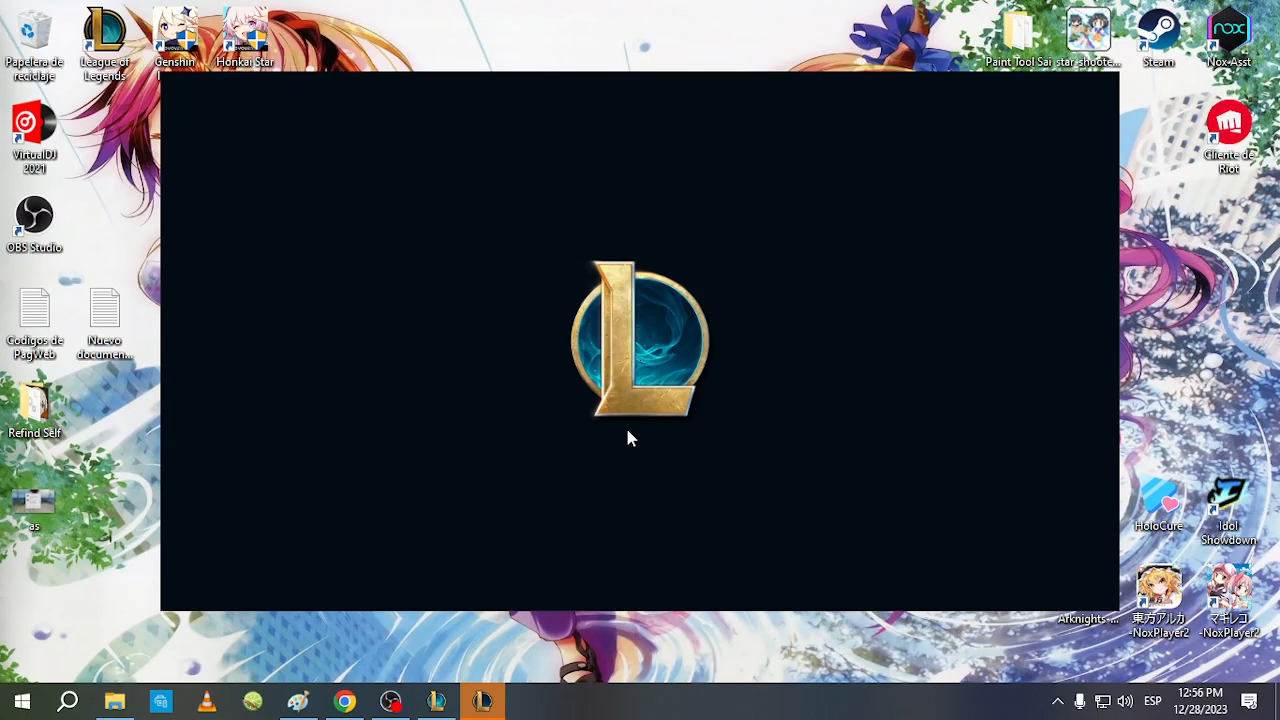 Papelera de
reciclaje
League of
Legends
Genshin
Honkai Star
Paint Tool Sai
star-shoote...
Steam
Nox Asst
VirtualDJ
2021
Cliente de
Riot
OBS Studio
Codigos de
PagWeb
Nuevo
documen...
Refind Self
as
HoloCure
Idol
Showdown
Arknights-...
東方アルカ
-NoxPlayer2
マギレコ
-NoxPlayer2
ESP
12:56 PM
12/28/2023